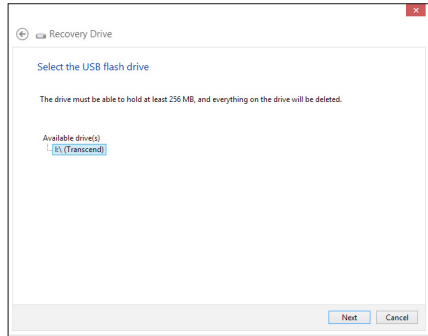 Recovery Drive
Select the USB flash drive
The drive must be able to hold at least 256 MB, and everything on the drive will be deleted.
Available drive(s)
I:\ (Transcend)
Next
Cancel